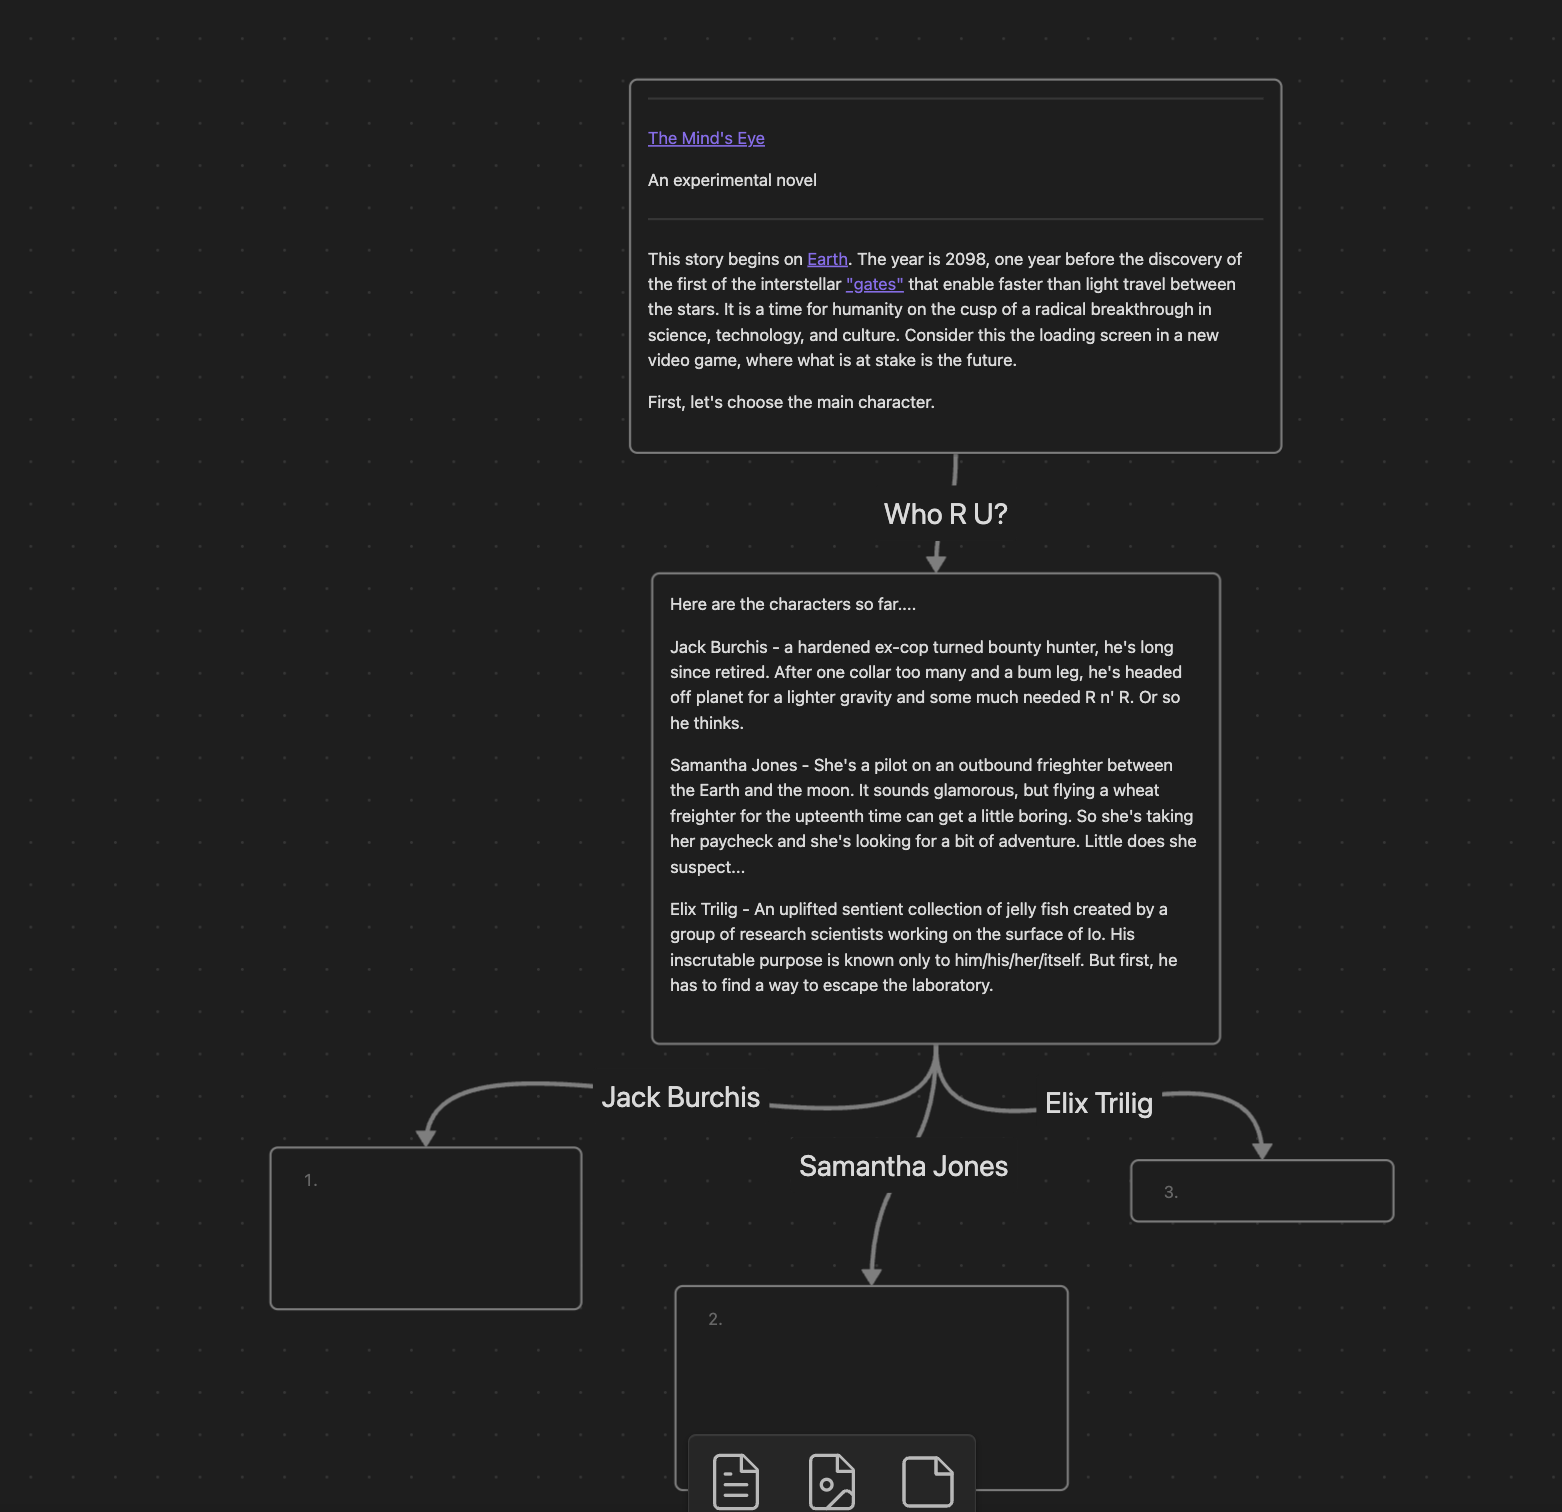 The Mind's Eye
An experimental novel
This story begins on Earth. The year is 2098, one year before the discovery of
the first of the interstellar "gates" that enable faster than light travel between
the stars. It is a time for humanity on the cusp of a radical breakthrough in
science, technology, and culture. Consider this the loading screen in a new
video game, where what is at stake is the future.
First, let's choose the main character.
Who R U?
Here are the characters so far....
Jack Burchis - a hardened ex-cop turned bounty hunter, he's long
since retired. After one collar too many and a bum leg, he's headed
off planet for a lighter gravity and some much needed R n' R. Or so
he thinks.
Samantha Jones - She's a pilot on an outbound frieghter between
the Earth and the moon. It sounds glamorous, but flying a wheat
freighter for the upteenth time can get a little boring. So she's taking
her paycheck and she's looking for a bit of adventure. Little does she
suspect...
Elix Trilig - An uplifted sentient collection of jelly fish created by a
group of research scientists working on the surface of Io. His
inscrutable purpose is known only to him/his/her/itself. But first, he
has to find a way to escape the laboratory.
Jack Burchis
Elix Trilig
Samantha Jones
1.
3.
2.